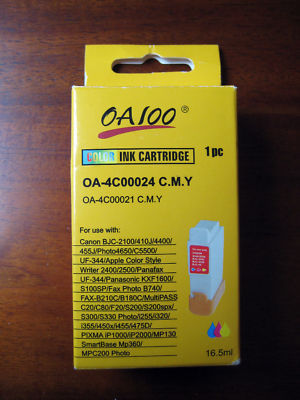 OA100®
COLOR INK CARTRIDGE
1 pc
OA-4C00024 C.M.Y
OA-4C00021 C.M.Y
For use with:
Canon BJC-2100/410J/4400/
455J/Photo4650/C5500/
UF-344/Apple Color Style
Writer 2400/2500/Panafax
UF-344/Panasonic KXF1600/
S100SP/Fax Photo B740/
FAX-B210C/B180C/MultiPASS
C20/C80/F20/S200/S200spx/
S300/S330 Photo/i255/i320/
i355/i450x/i455/i475D/
PIXMA iP1000/iP2000/MP130
SmartBase Mp360/
MPC200 Photo
16.5ml